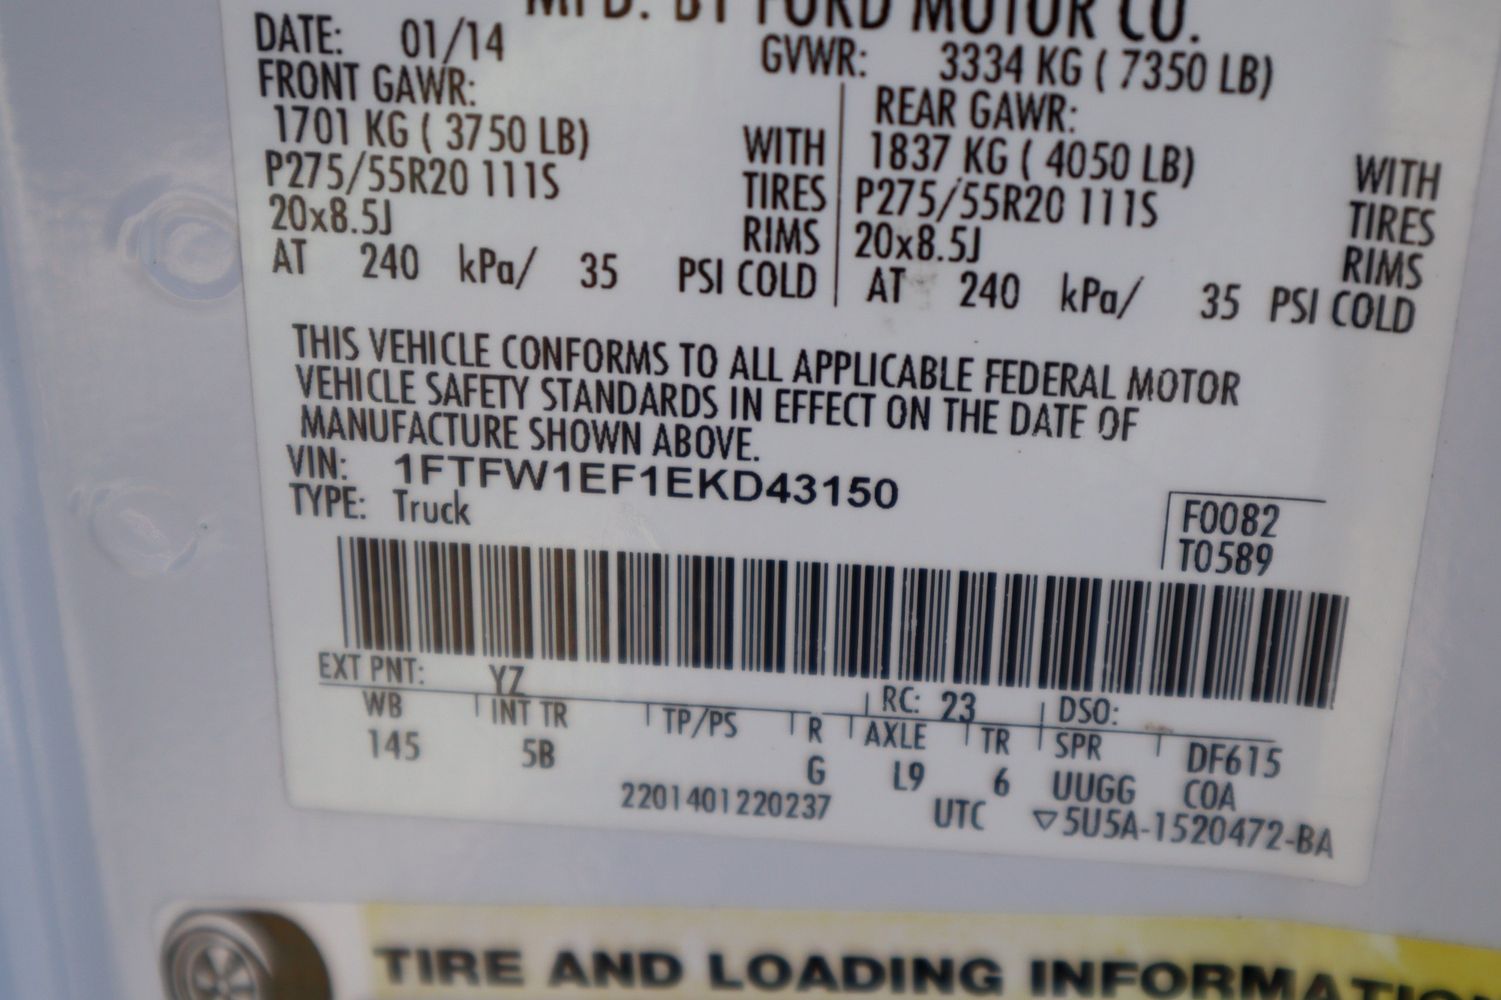 MFD. BY FORD MOTOR CO.
DATE: 01/14 GVWR: 3334 KG ( 7350 LB)
FRONT GAWR: REAR GAWR:
1701 KG ( 3750 LB) WITH 1837 KG ( 4050 LB) WITH
P275/55R20 111S TIRES P275/55R20 111S TIRES
20x8.5J RIMS 20x8.5J RIMS
AT 240 kPa/ 35 PSI COLD AT 240 kPa/ 35 PSI COLD
THIS VEHICLE CONFORMS TO ALL APPLICABLE FEDERAL MOTOR
VEHICLE SAFETY STANDARDS IN EFFECT ON THE DATE OF
MANUFACTURE SHOWN ABOVE.
VIN: 1FTFW1EF1EKD43150
TYPE: Truck
F0082
T0589
EXT PNT: YZ RC: 23 DSO:
WB INT TR TP/PS R AXLE TR SPR DF615
145 5B G L9 6 UUGG COA
2201401220237 UTC ▽5U5A-1520472-BA
TIRE AND LOADING INFORMATION